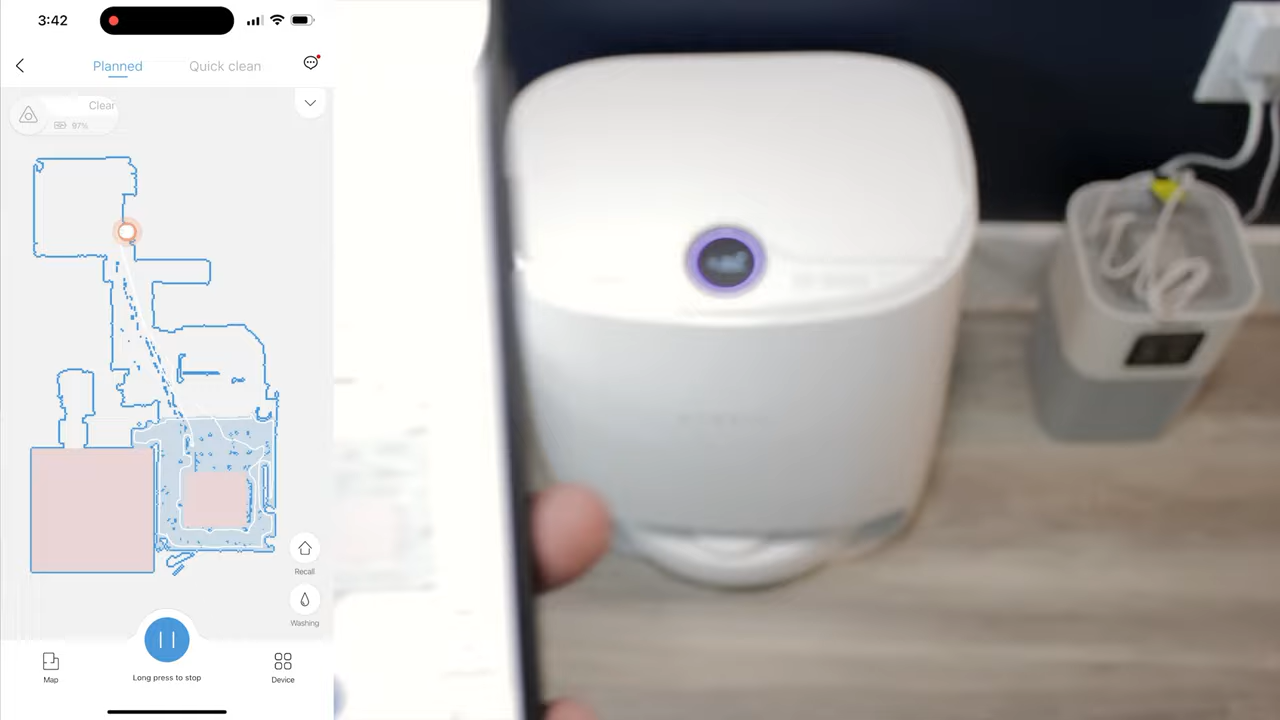 3:42
Planned
Quick clean
Clear
97%
Recall
Washing
Map
Long press to stop
Device